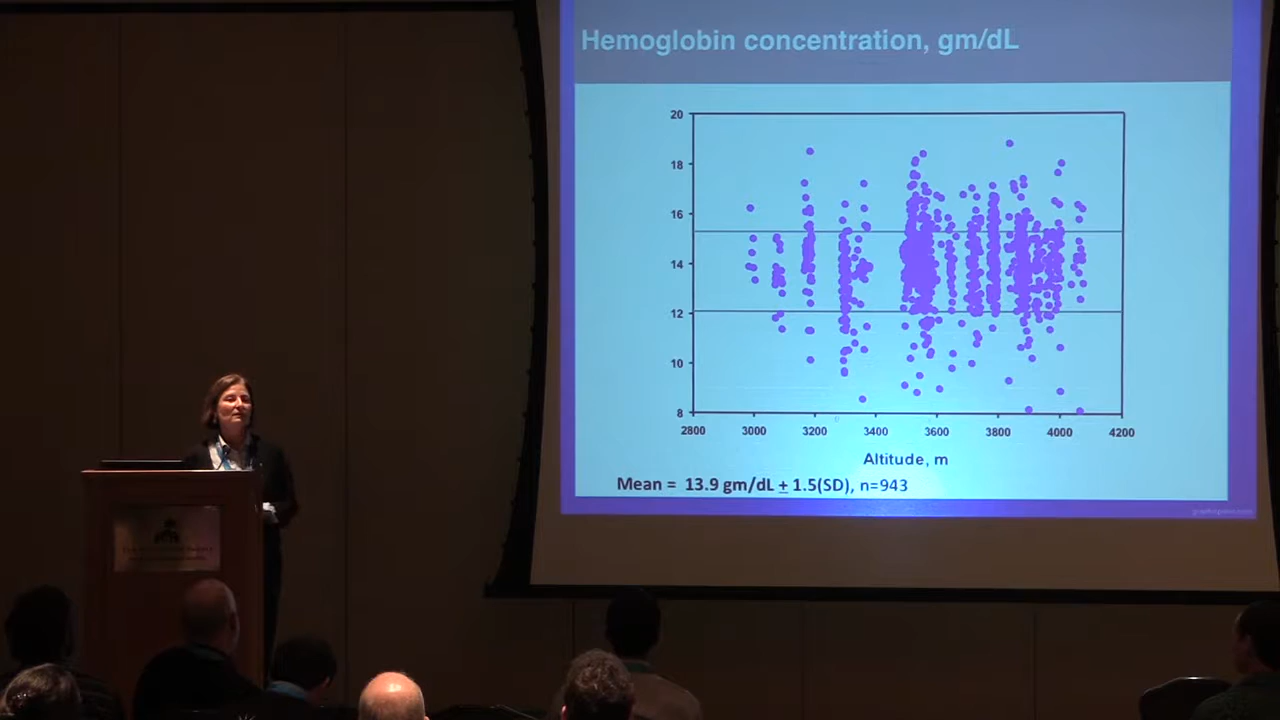 Hemoglobin concentration, gm/dL
20
18
16
14
12
10
8
2800 3000 3200 3400 3600 3800 4000 4200
Altitude, m
Mean = 13.9 gm/dL ± 1.5(SD), n=943